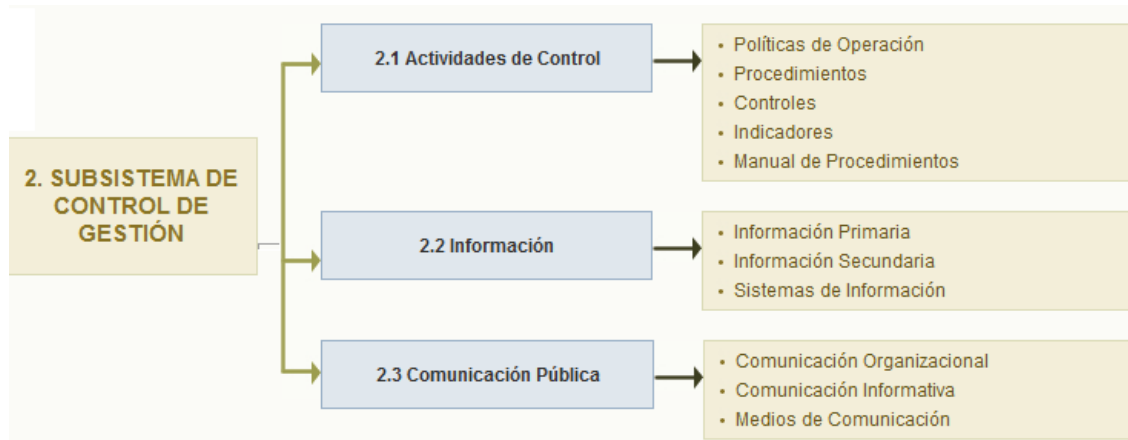 2. SUBSISTEMA DE
CONTROL DE
GESTIÓN
2.1 Actividades de Control
• Políticas de Operación
• Procedimientos
• Controles
• Indicadores
• Manual de Procedimientos
2.2 Información
• Información Primaria
• Información Secundaria
• Sistemas de Información
2.3 Comunicación Pública
• Comunicación Organizacional
• Comunicación Informativa
• Medios de Comunicación